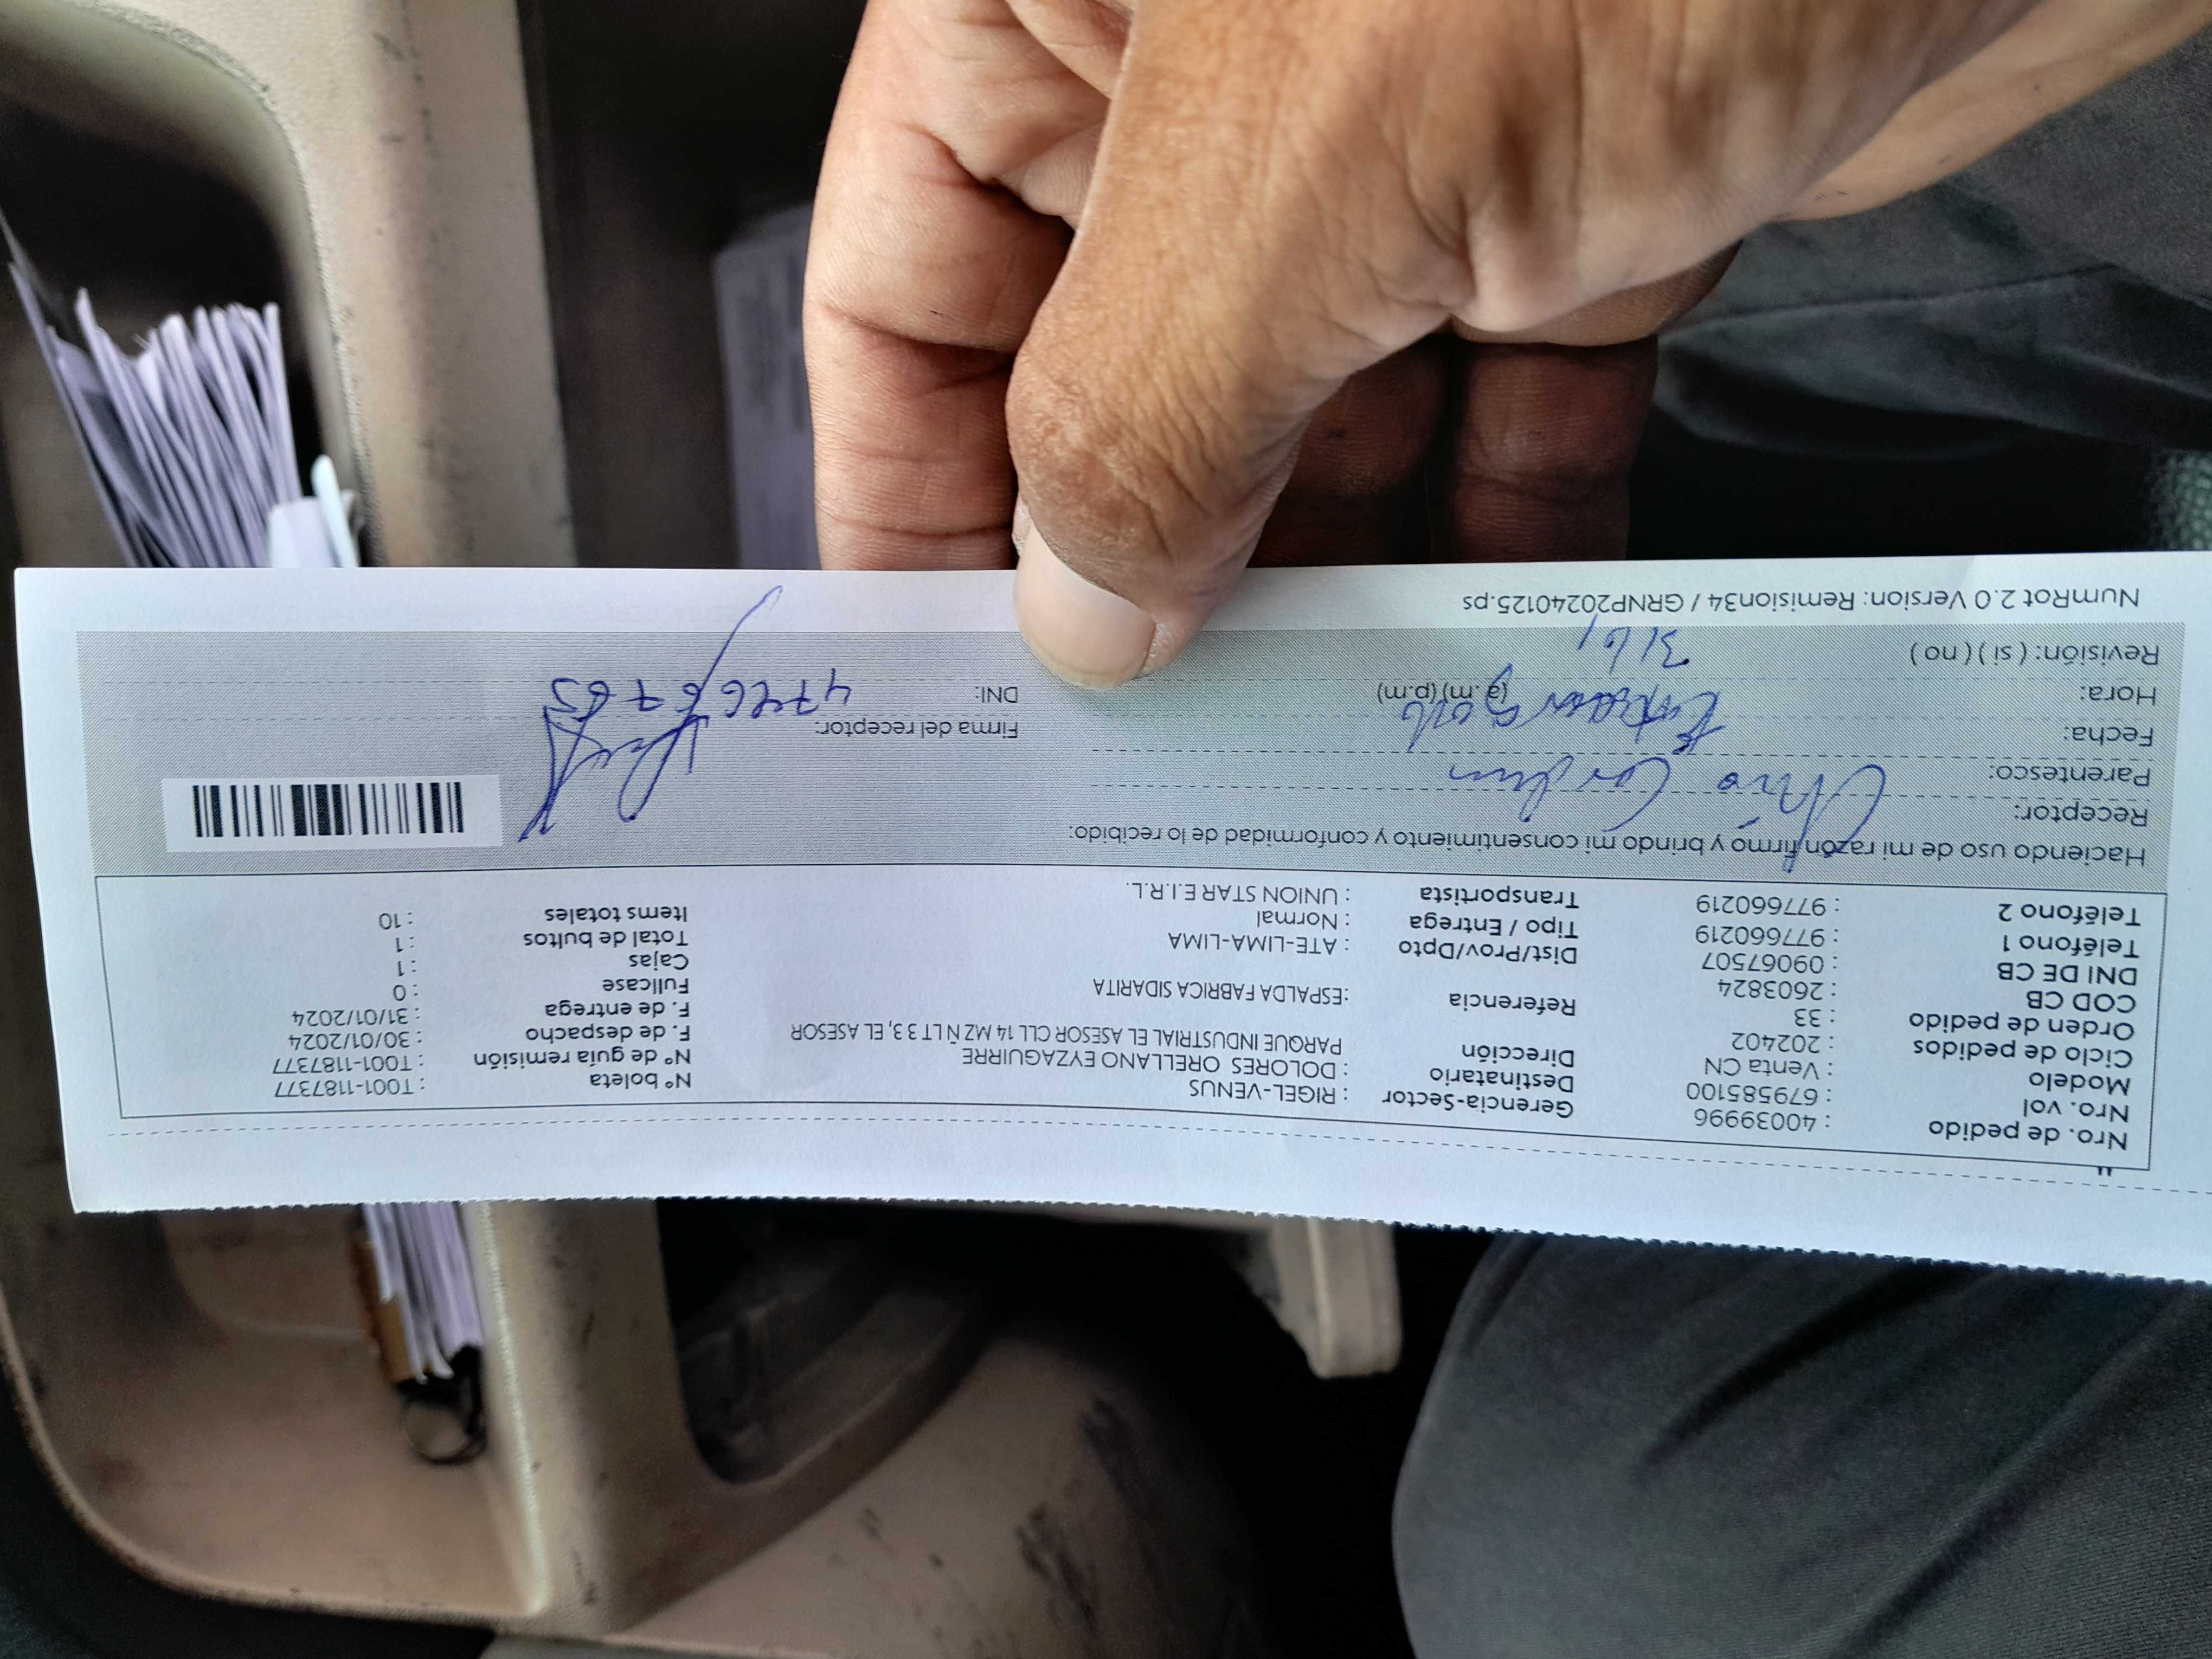 Nro. de pedido : 40039996 Gerencia-Sector : RIGEL-VENUS N° boleta : T001-1187377
Nro. vol : 679585100 Destinatario : DOLORES ORELLANO EYZAGUIRRE N° de guía remisión : T001-1187377
Modelo : Venta CN Dirección PARQUE INDUSTRIAL EL ASESOR CLL 14 MZ Ñ LT 3 3, EL ASESOR F. de despacho : 30/01/2024
Ciclo de pedidos : 202402 F. de entrega : 31/01/2024
Orden de pedido : 33 Referencia :ESPALDA FABRICA SIDARITA Fullcase : 0
COD CB : 2603824 Cajas : 1
DNI DE CB : 09067507 Dist/Prov/Dpto : ATE-LIMA-LIMA Total de bultos : 1
Teléfono 1 : 977660219 Tipo / Entrega : Normal Items totales : 10
Teléfono 2 : 977660219 Transportista : UNION STAR E.I.R.L.
Haciendo uso de mi razón firmo y brindo mi consentimiento y conformidad de lo recibido:
Receptor:
Parentesco:
Fecha: Firma del receptor:
Hora: (a.m) (p.m) DNI:
Revisión: ( si ) ( no )
NumRot 2.0 Version: Remision34 / GRNP20240125.ps